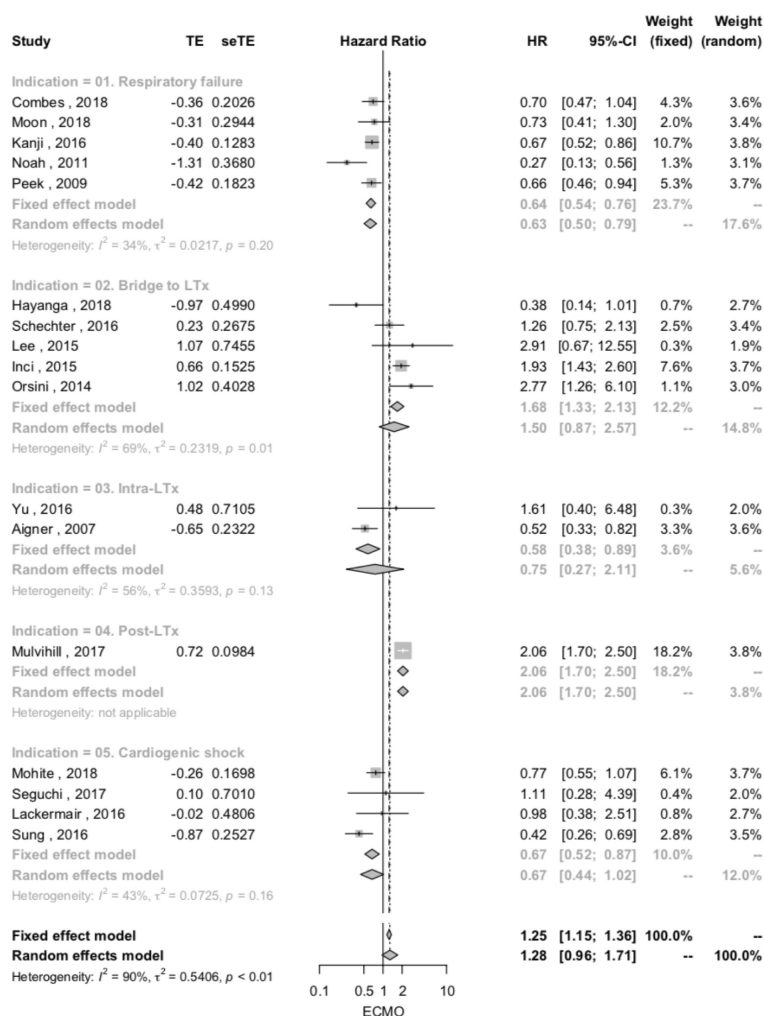 Weight Weight
Study TE seTE Hazard Ratio HR 95%-CI (fixed) (random)
Indication = 01. Respiratory failure
Combes , 2018 -0.36 0.2026 0.70 [0.47; 1.04] 4.3% 3.6%
Moon , 2018 -0.31 0.2944 0.73 [0.41; 1.30] 2.0% 3.4%
Kanji , 2016 -0.40 0.1283 0.67 [0.52; 0.86] 10.7% 3.8%
Noah , 2011 -1.31 0.3680 0.27 [0.13; 0.56] 1.3% 3.1%
Peek , 2009 -0.42 0.1823 0.66 [0.46; 0.94] 5.3% 3.7%
Fixed effect model 0.64 [0.54; 0.76] 23.7% --
Random effects model 0.63 [0.50; 0.79] -- 17.6%
Heterogeneity: I² = 34%, τ² = 0.0217, p = 0.20
Indication = 02. Bridge to LTx
Hayanga , 2018 -0.97 0.4990 0.38 [0.14; 1.01] 0.7% 2.7%
Schechter , 2016 0.23 0.2675 1.26 [0.75; 2.13] 2.5% 3.4%
Lee , 2015 1.07 0.7455 2.91 [0.67; 12.55] 0.3% 1.9%
Inci , 2015 0.66 0.1525 1.93 [1.43; 2.60] 7.6% 3.7%
Orsini , 2014 1.02 0.4028 2.77 [1.26; 6.10] 1.1% 3.0%
Fixed effect model 1.68 [1.33; 2.13] 12.2% --
Random effects model 1.50 [0.87; 2.57] -- 14.8%
Heterogeneity: I² = 69%, τ² = 0.2319, p = 0.01
Indication = 03. Intra-LTx
Yu , 2016 0.48 0.7105 1.61 [0.40; 6.48] 0.3% 2.0%
Aigner , 2007 -0.65 0.2322 0.52 [0.33; 0.82] 3.3% 3.6%
Fixed effect model 0.58 [0.38; 0.89] 3.6% --
Random effects model 0.75 [0.27; 2.11] -- 5.6%
Heterogeneity: I² = 56%, τ² = 0.3593, p = 0.13
Indication = 04. Post-LTx
Mulvihill , 2017 0.72 0.0984 2.06 [1.70; 2.50] 18.2% 3.8%
Fixed effect model 2.06 [1.70; 2.50] 18.2% --
Random effects model 2.06 [1.70; 2.50] -- 3.8%
Heterogeneity: not applicable
Indication = 05. Cardiogenic shock
Mohite , 2018 -0.26 0.1698 0.77 [0.55; 1.07] 6.1% 3.7%
Seguchi , 2017 0.10 0.7010 1.11 [0.28; 4.39] 0.4% 2.0%
Lackermair , 2016 -0.02 0.4806 0.98 [0.38; 2.51] 0.8% 2.7%
Sung , 2016 -0.87 0.2527 0.42 [0.26; 0.69] 2.8% 3.5%
Fixed effect model 0.67 [0.52; 0.87] 10.0% --
Random effects model 0.67 [0.44; 1.02] -- 12.0%
Heterogeneity: I² = 43%, τ² = 0.0725, p = 0.16
Fixed effect model 1.25 [1.15; 1.36] 100.0% --
Random effects model 1.28 [0.96; 1.71] -- 100.0%
Heterogeneity: I² = 90%, τ² = 0.5406, p < 0.01
0.1 0.5 1 2 10
ECMO